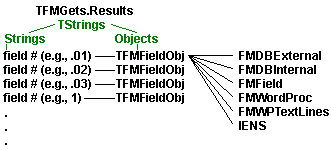 TFMGets.Results
TStrings
Strings Objects
field # (e.g., .01) TFMFieldObj FMDBExternal
field # (e.g., .02) TFMFieldObj FMDBInternal
field # (e.g., .03) TFMFieldObj FMField
field # (e.g., 1) TFMFieldObj FMWordProc
. FMWPTextLines
. IENS
.